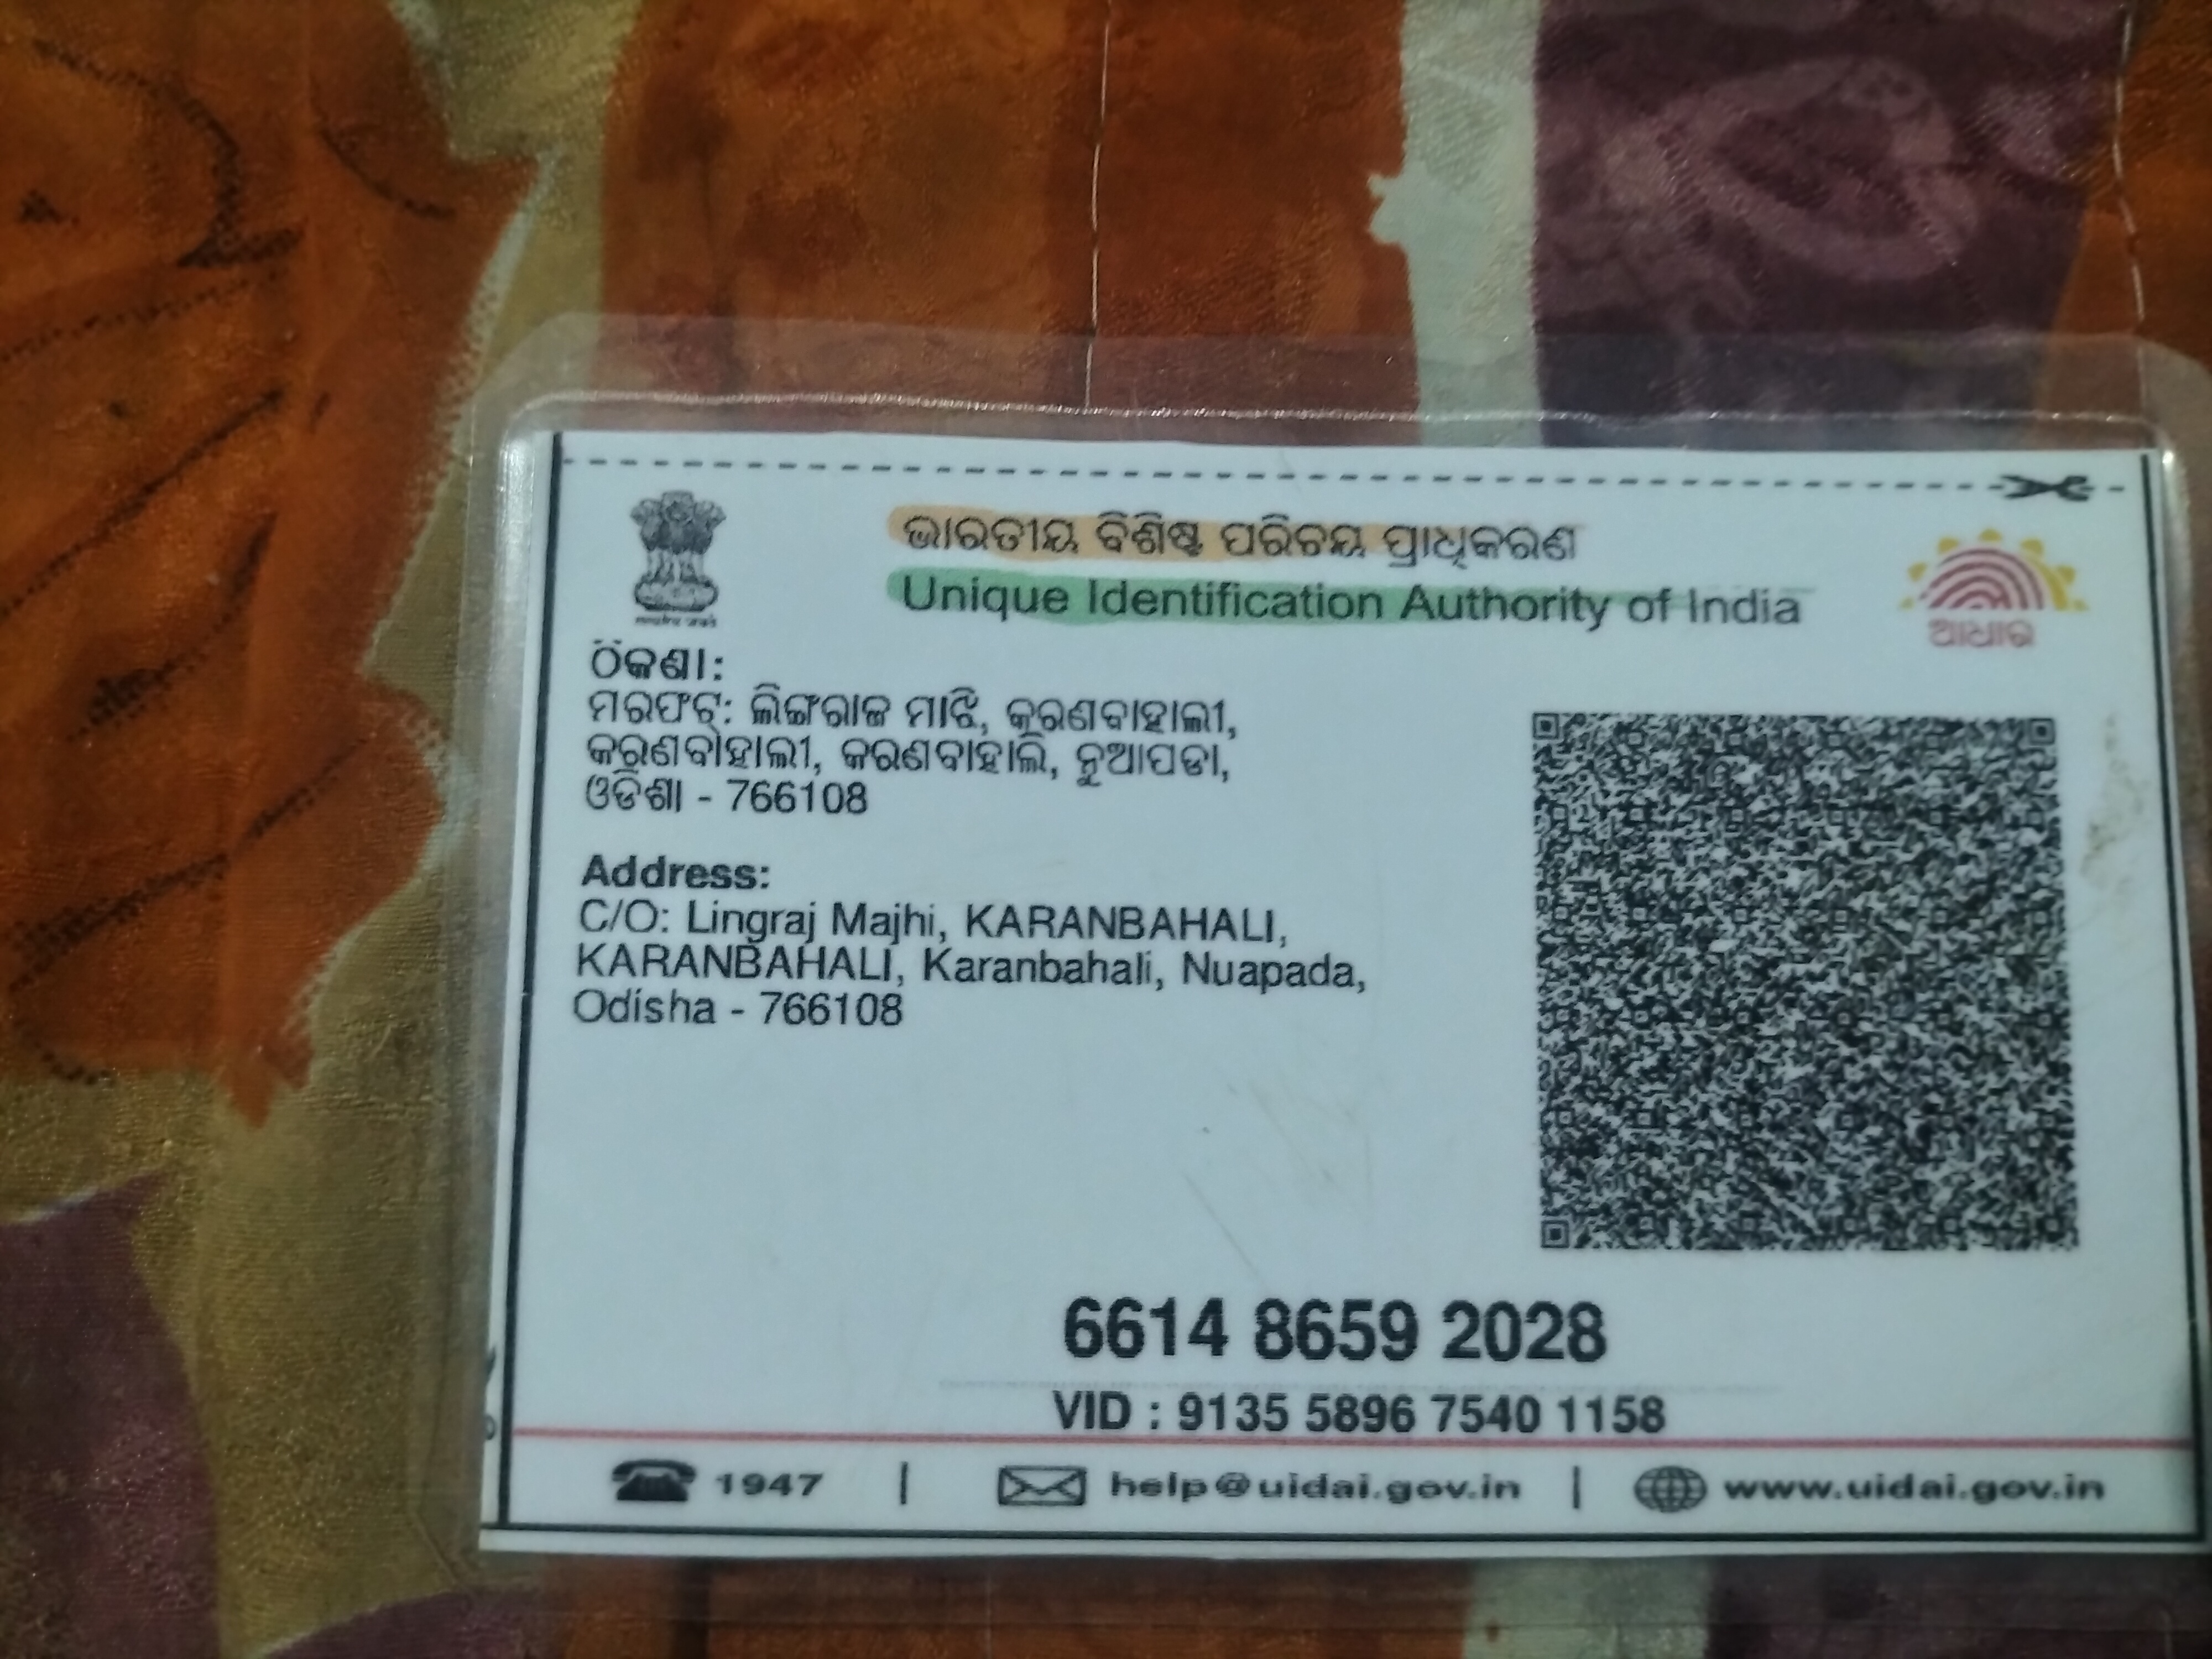 ଭାରତୀୟ ବିଶିଷ୍ଟ ପରିଚୟ ପ୍ରାଧିକରଣ
Unique Identification Authority of India
ଆଧାର
ଠିକଣା:
ମରଫତ୍: ଲିଙ୍ଗରାଜ ମାଝି, କରଣବାହାଲୀ,
କରଣବାହାଲୀ, କରଣବାହାଲି, ନୁଆପଡା,
ଓଡିଶା - 766108
Address:
C/O: Lingraj Majhi, KARANBAHALI,
KARANBAHALI, Karanbahali, Nuapada,
Odisha - 766108
6614 8659 2028
VID : 9135 5896 7540 1158
1947 | help@uidai.gov.in | www.uidai.gov.in